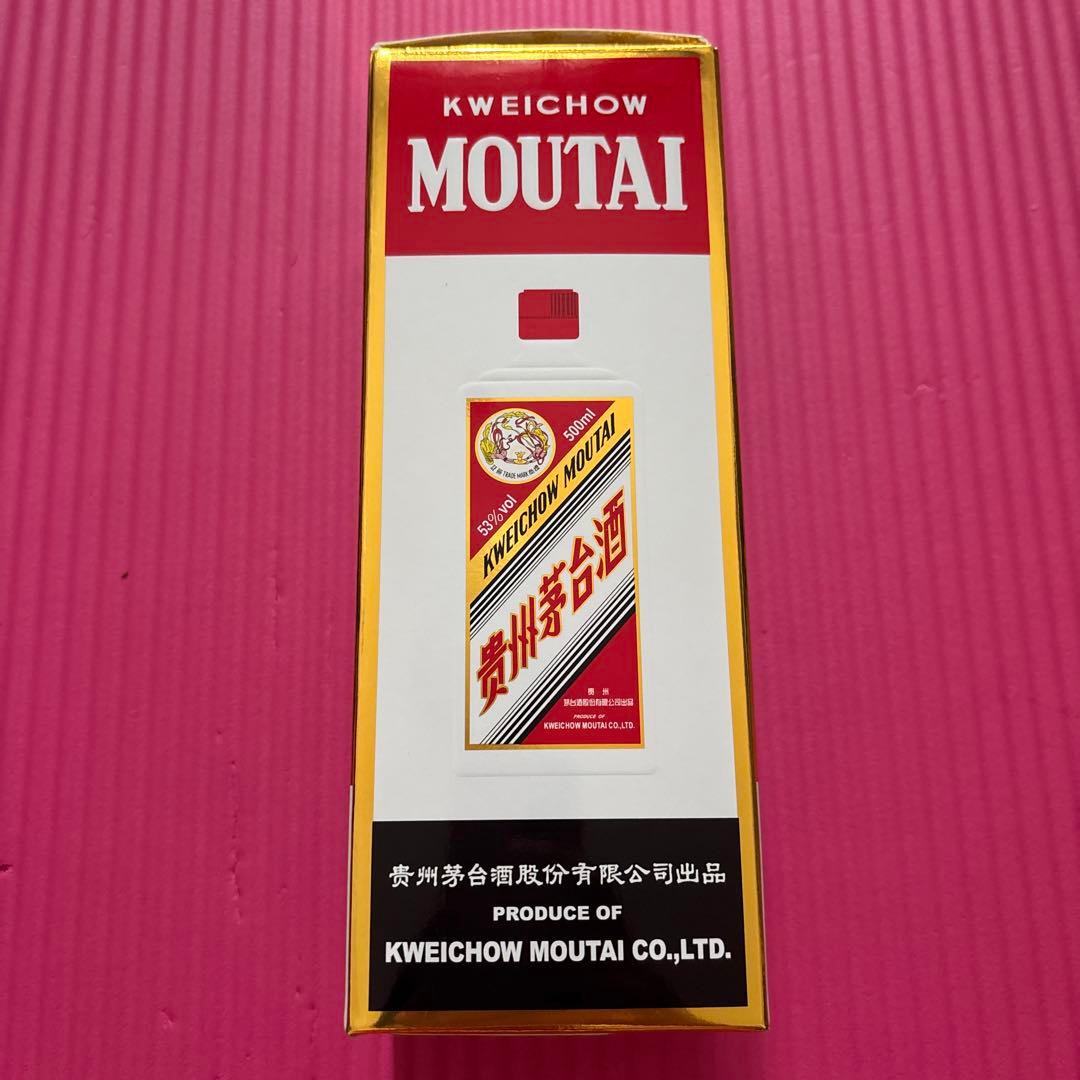 KWEICHOW
MOUTAI
500ml
TRADE MARK
53%vol
KWEICHOW MOUTAI
贵州茅台酒
贵州
茅台酒股份有限公司出品
PRODUCE OF
KWEICHOW MOUTAI CO.,LTD.
贵州茅台酒股份有限公司出品
PRODUCE OF
KWEICHOW MOUTAI CO.,LTD.